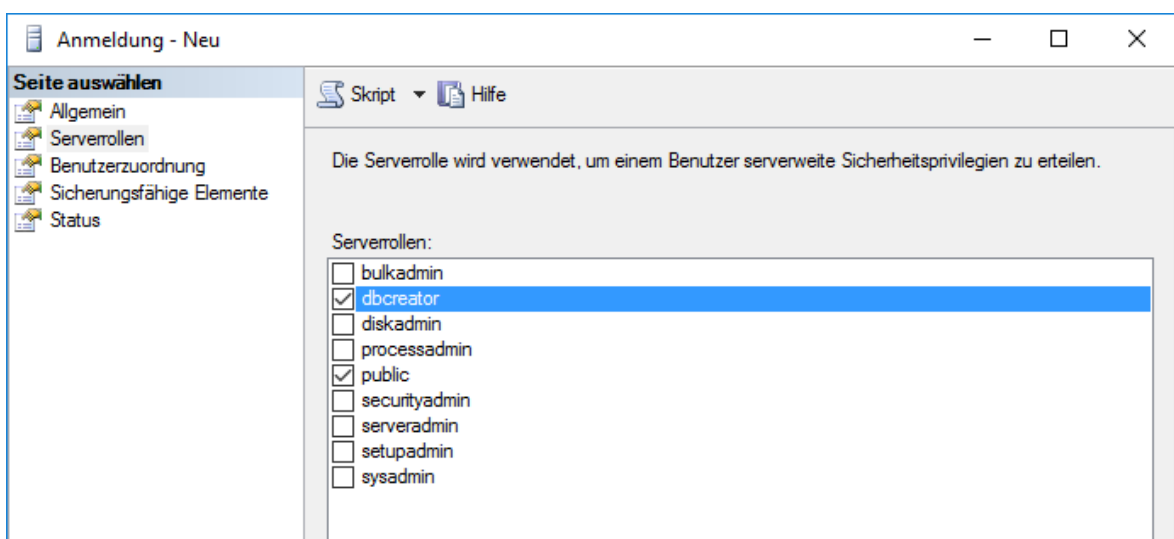 Anmeldung - Neu
Seite auswählen
Allgemein
Serverrollen
Benutzerzuordnung
Sicherungsfähige Elemente
Status
Skript
Hilfe
Die Serverrolle wird verwendet, um einem Benutzer serverweite Sicherheitsprivilegien zu erteilen.
Serverrollen:
bulkadmin
dbcreator
diskadmin
processadmin
public
securityadmin
serveradmin
setupadmin
sysadmin